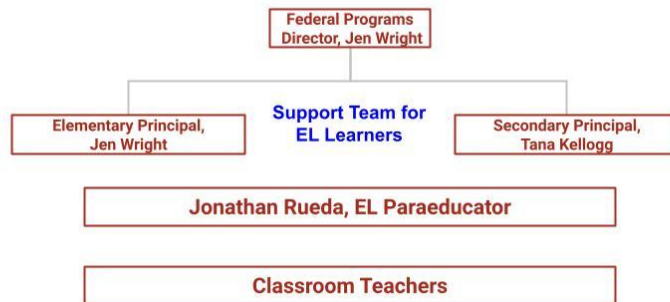 Federal Programs
Director, Jen Wright
Support Team for
EL Learners
Elementary Principal,
Jen Wright
Secondary Principal,
Tana Kellogg
Jonathan Rueda, EL Paraeducator
Classroom Teachers